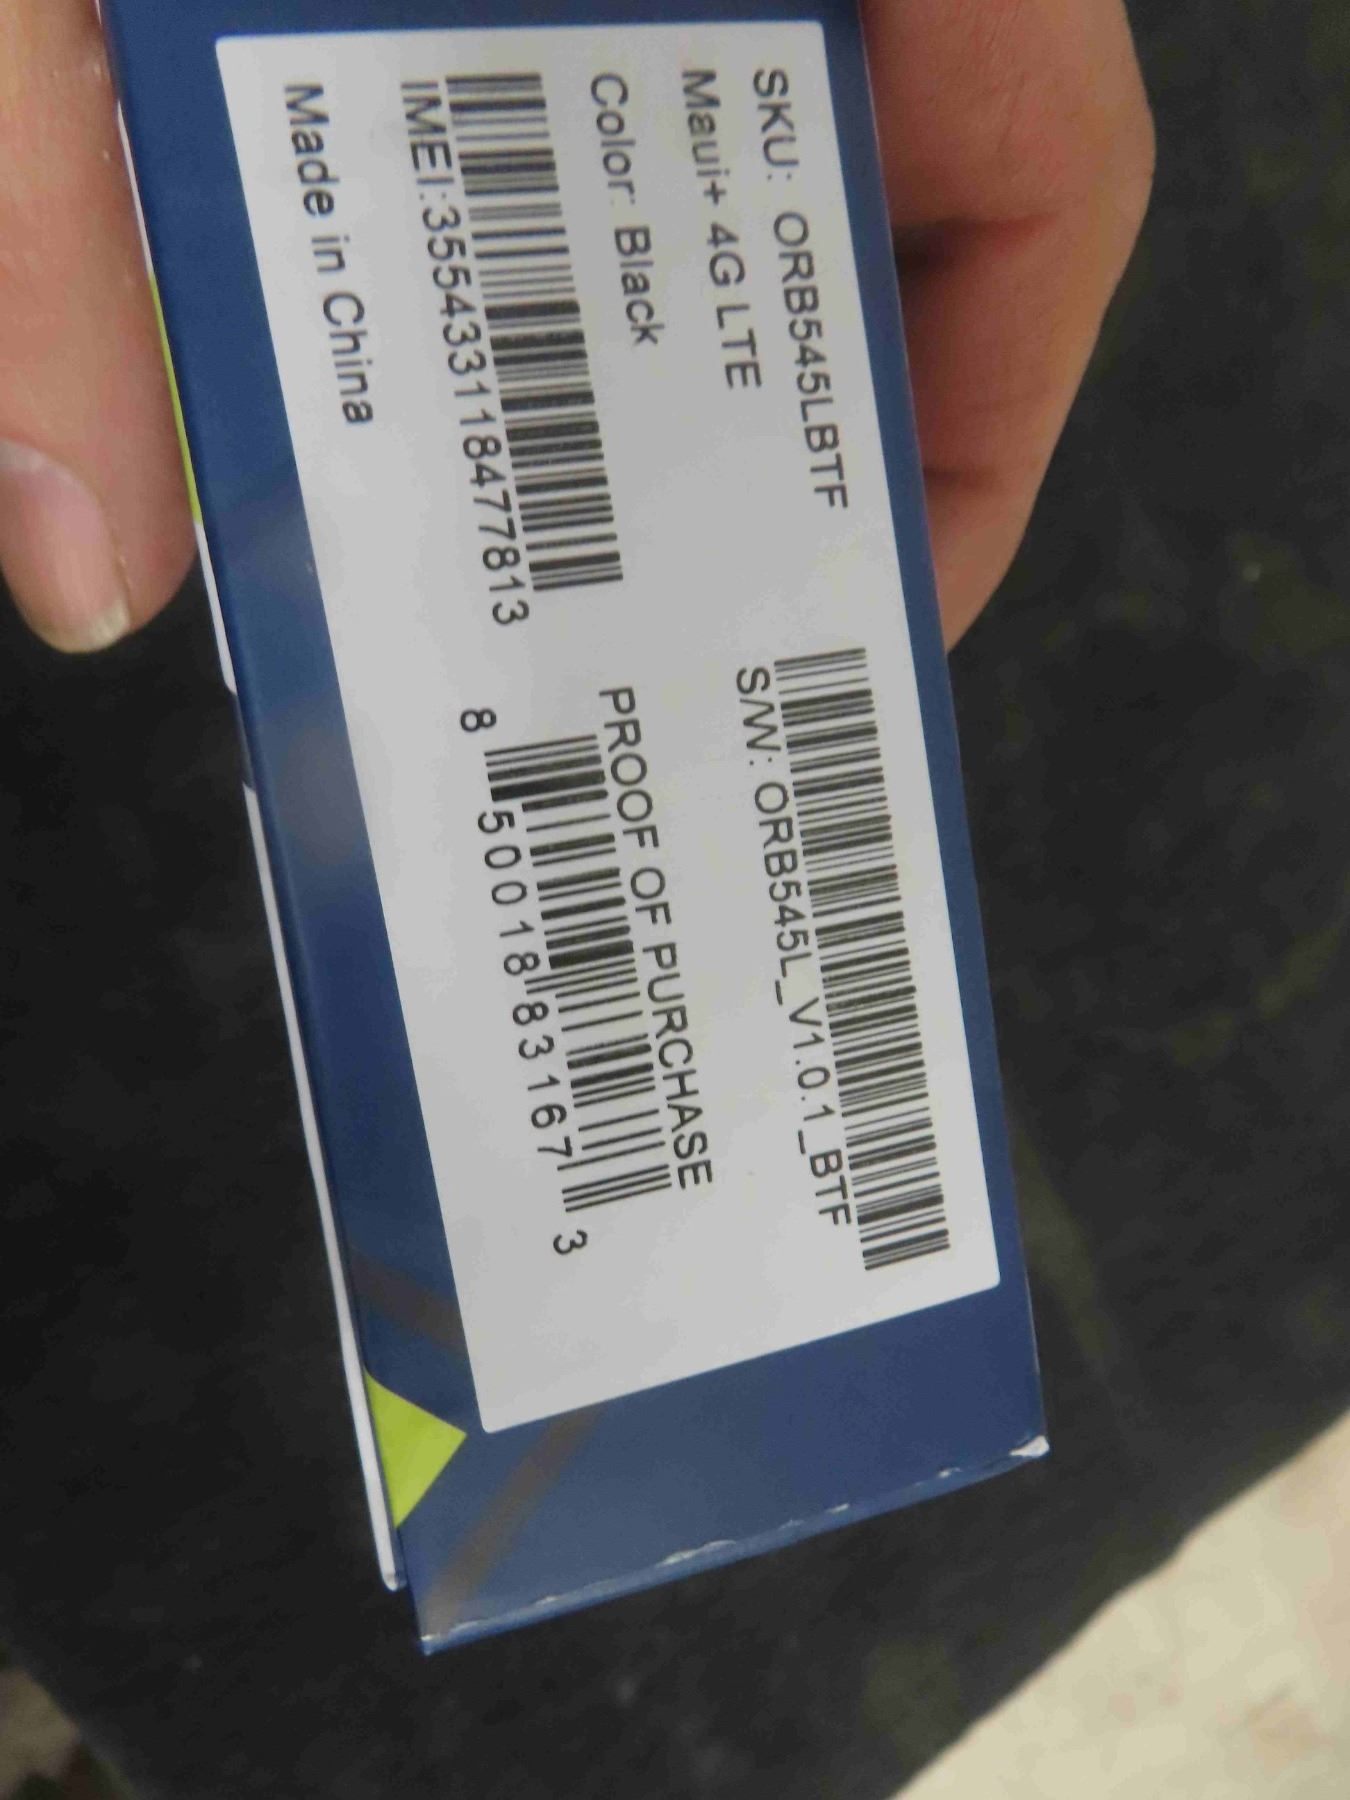 SKU: ORB545LBTF
Maui+ 4G LTE
Color: Black
IMEI:355433118477813
Made in China
S/W: ORB545L_V1.0.1_BTF
PROOF OF PURCHASE
8 50018 83167 3